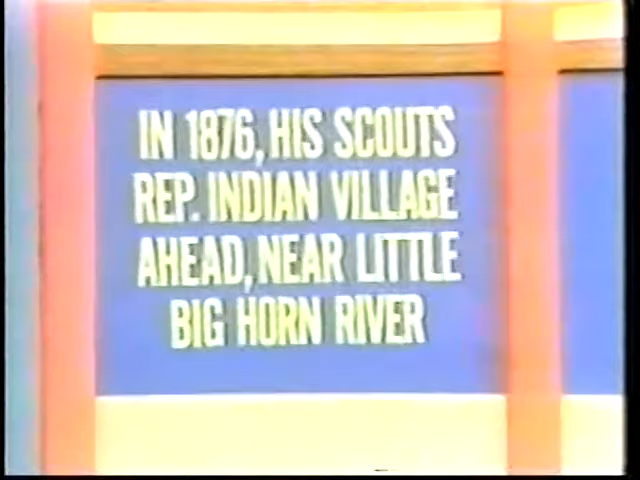 IN 1876, HIS SCOUTS
REP. INDIAN VILLAGE
AHEAD, NEAR LITTLE
BIG HORN RIVER